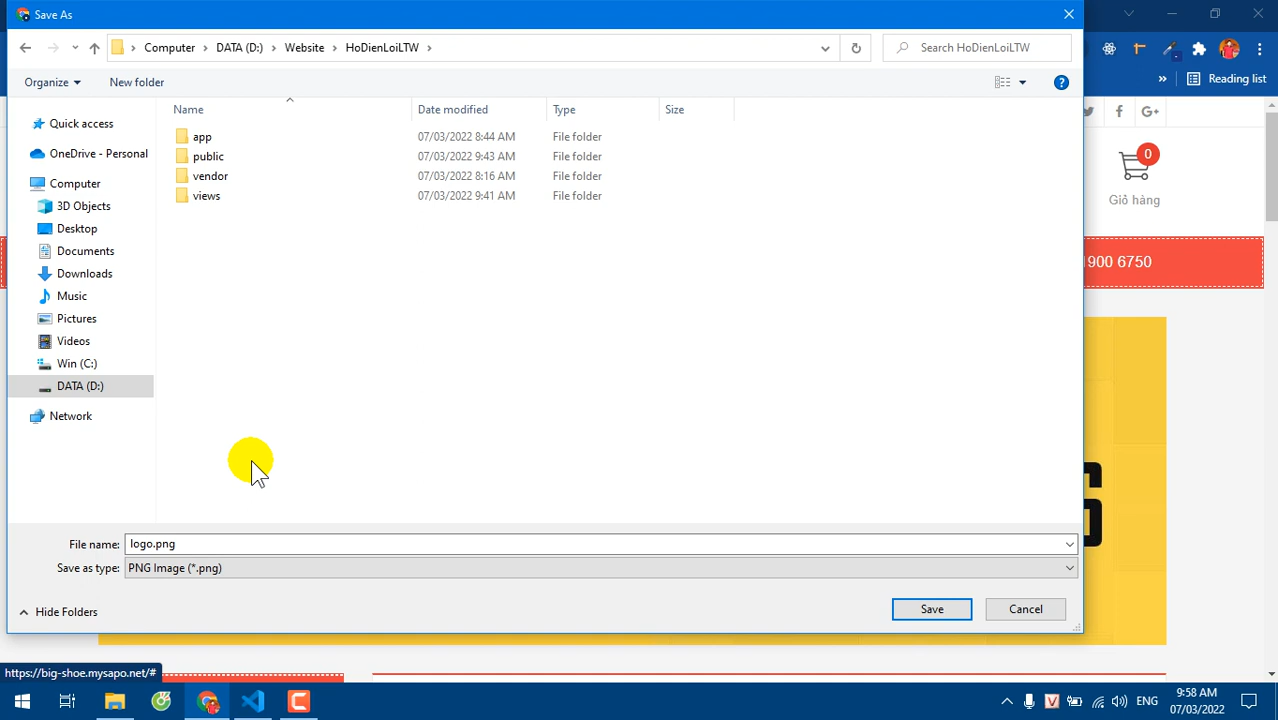 Save As
Computer
DATA (D:)
Website
HoDienLoiLTW
Search HoDienLoiLTW
Organize
New folder
?
»
Reading list
Name
Date modified
Type
Size
Quick access
OneDrive - Personal
Computer
3D Objects
Desktop
Documents
Downloads
Music
Pictures
Videos
Win (C:)
DATA (D:)
Network
app 07/03/2022 8:44 AM File folder
public 07/03/2022 9:43 AM File folder
vendor 07/03/2022 8:16 AM File folder
views 07/03/2022 9:41 AM File folder
G+
0
Giỏ hàng
1900 6750
File name: logo.png
Save as type: PNG Image (*.png)
Hide Folders
Save
Cancel
https://big-shoe.mysapo.net/#
V
ENG
9:58 AM
07/03/2022